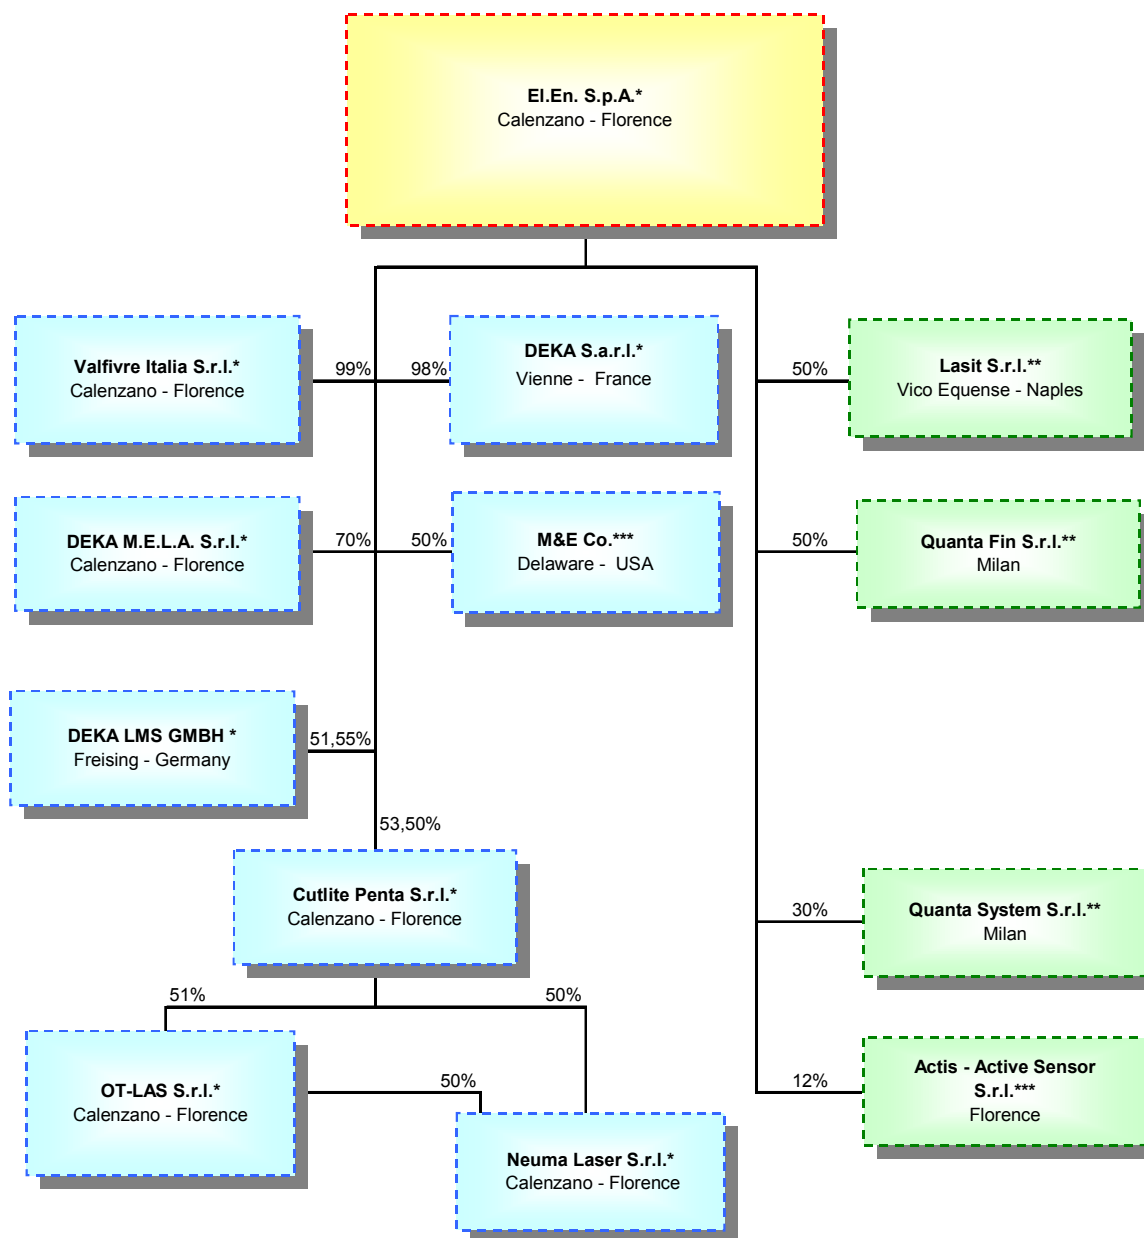 El.En. S.p.A.*
Calenzano - Florence
Valfivre Italia S.r.l.*
Calenzano - Florence
99%
98%
DEKA S.a.r.l.*
Vienne -  France
50%
Lasit S.r.l.**
Vico Equense - Naples
DEKA M.E.L.A. S.r.l.*
Calenzano - Florence
70%
50%
M&E Co.***
Delaware -  USA
50%
Quanta Fin S.r.l.**
Milan
DEKA LMS GMBH *
Freising - Germany
51,55%
53,50%
Cutlite Penta S.r.l.*
Calenzano - Florence
30%
Quanta System S.r.l.**
Milan
51%
50%
OT-LAS S.r.l.*
Calenzano - Florence
50%
Neuma Laser S.r.l.*
Calenzano - Florence
12%
Actis - Active Sensor
S.r.l.***
Florence